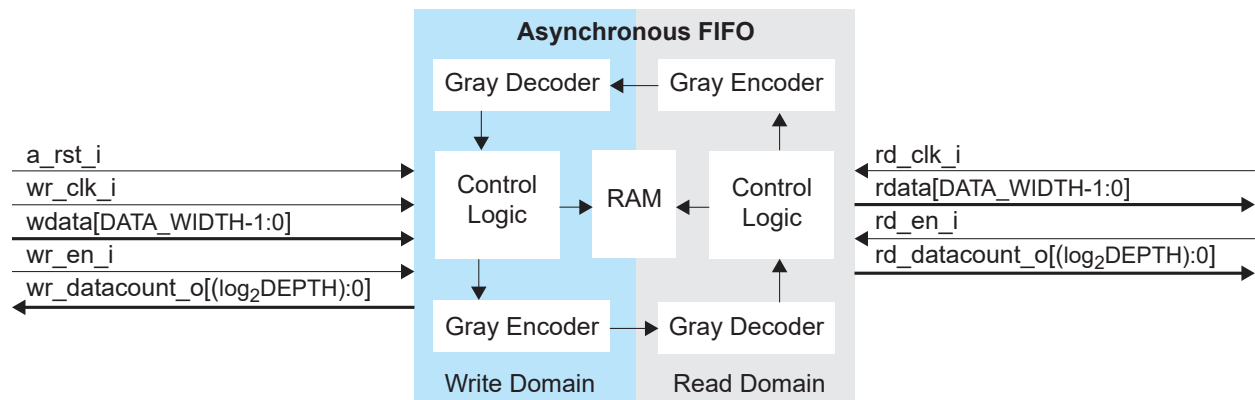 Asynchronous FIFO
Gray Decoder
Gray Encoder
a_rst_i
wr_clk_i
wdata[DATA_WIDTH-1:0]
wr_en_i
wr_datacount_o[(log₂DEPTH):0]
Control
Logic
RAM
Control
Logic
rd_clk_i
rdata[DATA_WIDTH-1:0]
rd_en_i
rd_datacount_o[(log₂DEPTH):0]
Gray Encoder
Gray Decoder
Write Domain
Read Domain